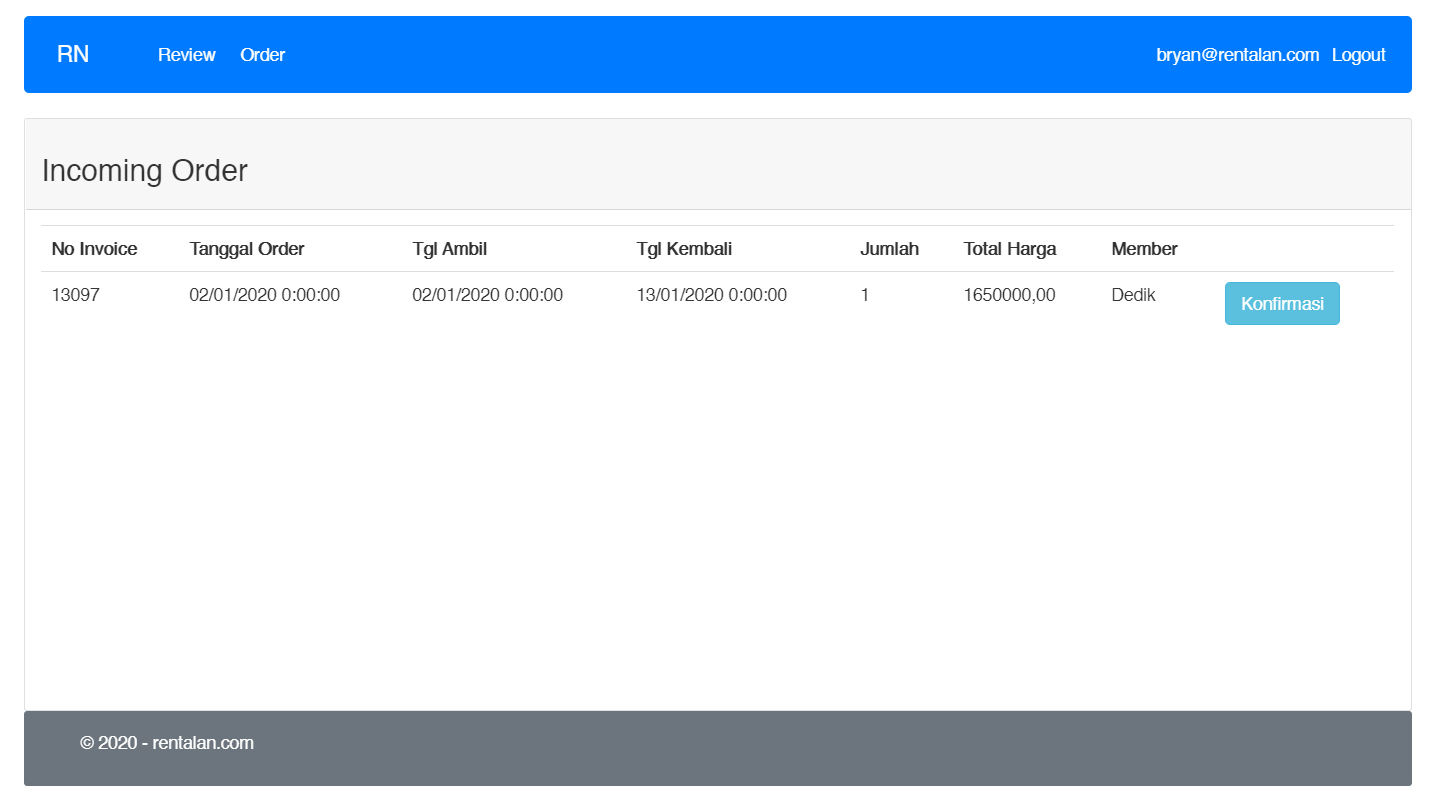 RN Review Order bryan@rentalan.com Logout
Incoming Order
No Invoice Tanggal Order Tgl Ambil Tgl Kembali Jumlah Total Harga Member
13097 02/01/2020 0:00:00 02/01/2020 0:00:00 13/01/2020 0:00:00 1 1650000,00 Dedik Konfirmasi
© 2020 - rentalan.com